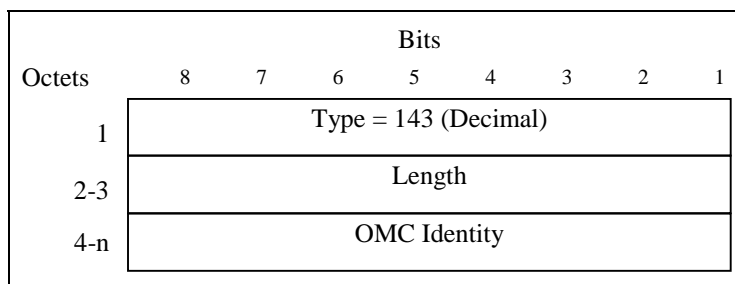 Bits
Octets 8 7 6 5 4 3 2 1
1 Type = 143 (Decimal)
2-3 Length
4-n OMC Identity